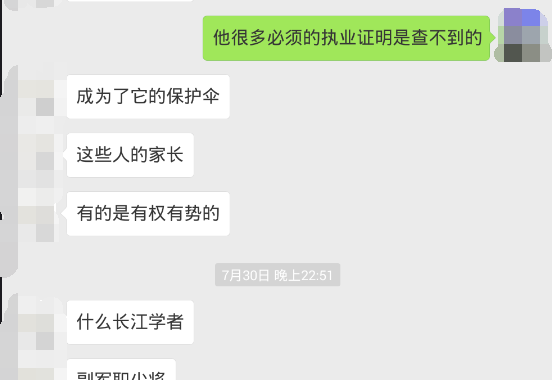 他很多必须的执业证明是查不到的
成为了它的保护伞
这些人的家长
有的是有权有势的
7月30日 晚上22:51
什么长江学者
副军职少将